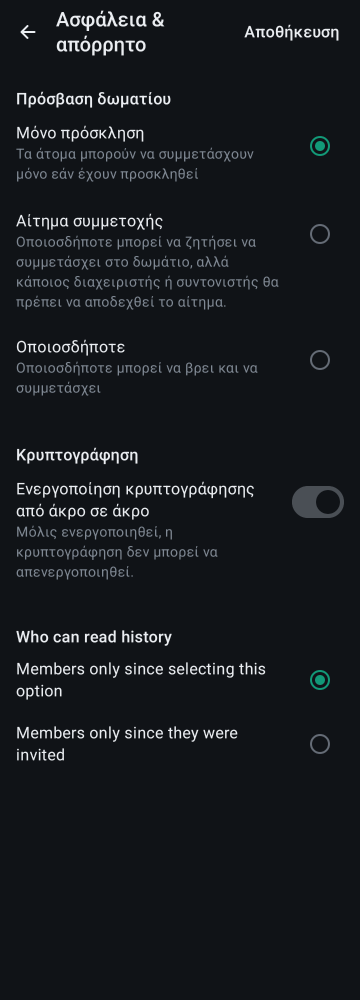 Ασφάλεια &
απόρρητο
Αποθήκευση
Πρόσβαση δωματίου
Μόνο πρόσκληση
Τα άτομα μπορούν να συμμετάσχουν
μόνο εάν έχουν προσκληθεί
Αίτημα συμμετοχής
Οποιοσδήποτε μπορεί να ζητήσει να
συμμετάσχει στο δωμάτιο, αλλά
κάποιος διαχειριστής ή συντονιστής θα
πρέπει να αποδεχθεί το αίτημα.
Οποιοσδήποτε
Οποιοσδήποτε μπορεί να βρει και να
συμμετάσχει
Κρυπτογράφηση
Ενεργοποίηση κρυπτογράφησης
από άκρο σε άκρο
Μόλις ενεργοποιηθεί, η
κρυπτογράφηση δεν μπορεί να
απενεργοποιηθεί.
Who can read history
Members only since selecting this
option
Members only since they were
invited